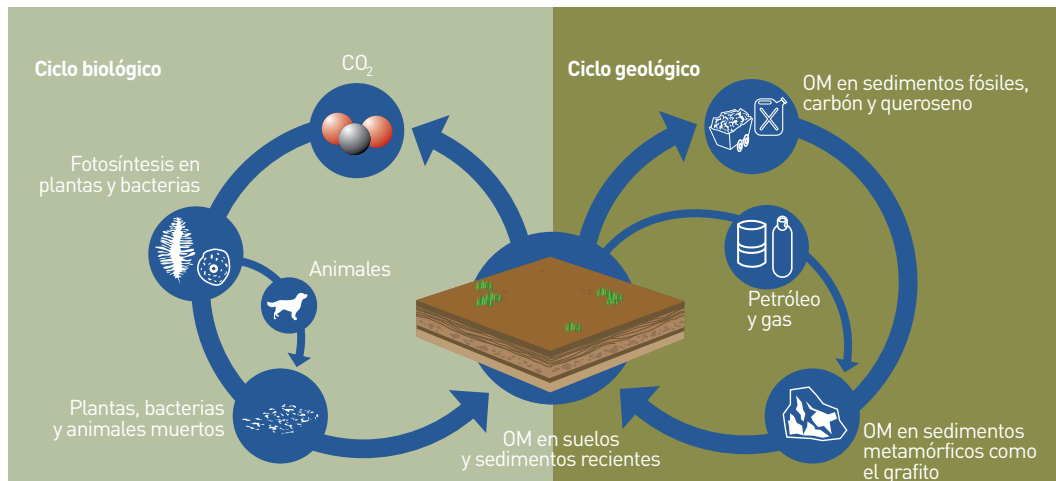 Ciclo biológico
CO₂
Fotosíntesis en
plantas y bacterias
Animales
Plantas, bacterias
y animales muertos
OM en suelos
y sedimentos recientes
Ciclo geológico
OM en sedimentos fósiles,
carbón y queroseno
Petróleo
y gas
OM en sedimentos
metamórficos como
el grafito